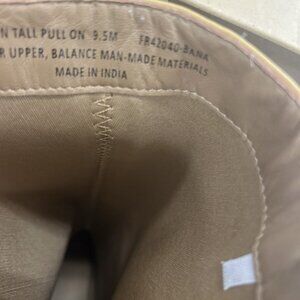 TALL PULL ON 9.5M FR42040-BANA
UPPER, BALANCE MAN-MADE MATERIALS
MADE IN INDIA